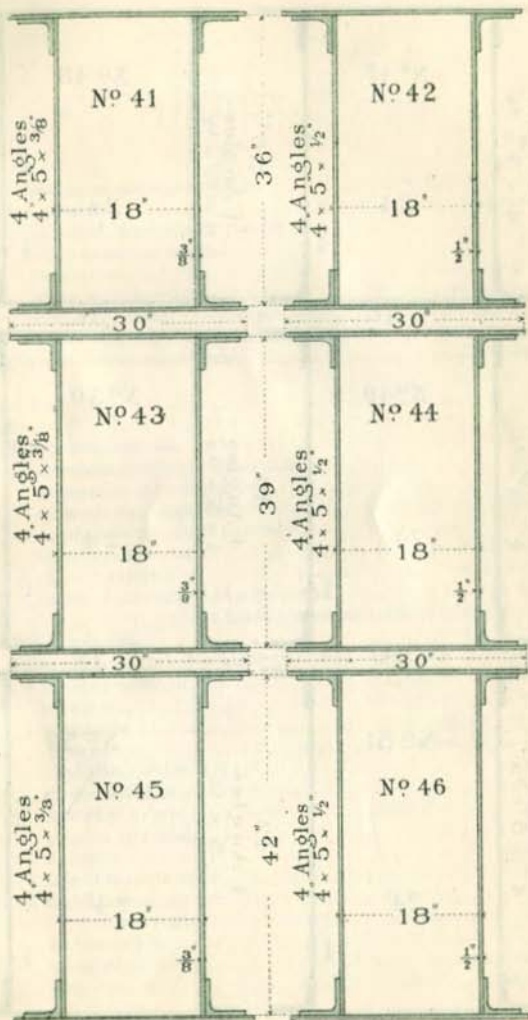 No 41
4 Angles
4" × 5" × 3/8"
18"
3/8"
36"
No 42
4 Angles
4" × 5" × 1/2"
18"
1/2"
30"
30"
No 43
4 Angles
4" × 5" × 3/8"
18"
3/8"
39"
No 44
4 Angles
4" × 5" × 1/2"
18"
1/2"
30"
30"
No 45
4 Angles
4" × 5" × 3/8"
18"
3/8"
42"
No 46
4 Angles
4" × 5" × 1/2"
18"
1/2"